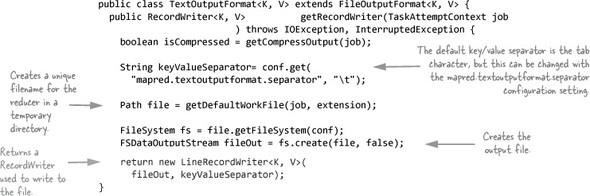 public class TextOutputFormat<K, V> extends FileOutputFormat<K, V> {
public RecordWriter<K, V> getRecordWriter(TaskAttemptContext job
) throws IOException, InterruptedException {
boolean isCompressed = getCompressOutput(job);
String keyValueSeparator= conf.get(
"mapred.textoutputformat.separator", "\t");
The default key/value separator is the tab
character, but this can be changed with
the mapred.textoutputformat.separator
configuration setting.
Creates a unique
filename for the
reducer in a
temporary
directory.
Path file = getDefaultWorkFile(job, extension);
FileSystem fs = file.getFileSystem(conf);
FSDataOutputStream fileOut = fs.create(file, false);
Creates the
output file.
Returns a
RecordWriter
used to write to
the file.
return new LineRecordWriter<K, V>(
fileOut, keyValueSeparator);
}